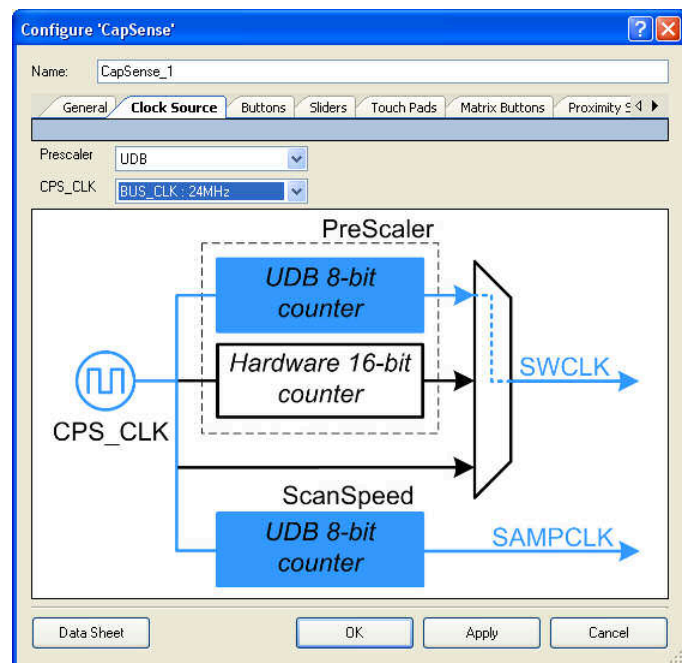 Configure 'CapSense'
Name: CapSense_1
General Clock Source Buttons Sliders Touch Pads Matrix Buttons Proximity S
Prescaler UDB
CPS_CLK BUS_CLK : 24MHz
PreScaler
UDB 8-bit
counter
Hardware 16-bit
counter
SWCLK
CPS_CLK
ScanSpeed
UDB 8-bit
counter
SAMPCLK
Data Sheet OK Apply Cancel